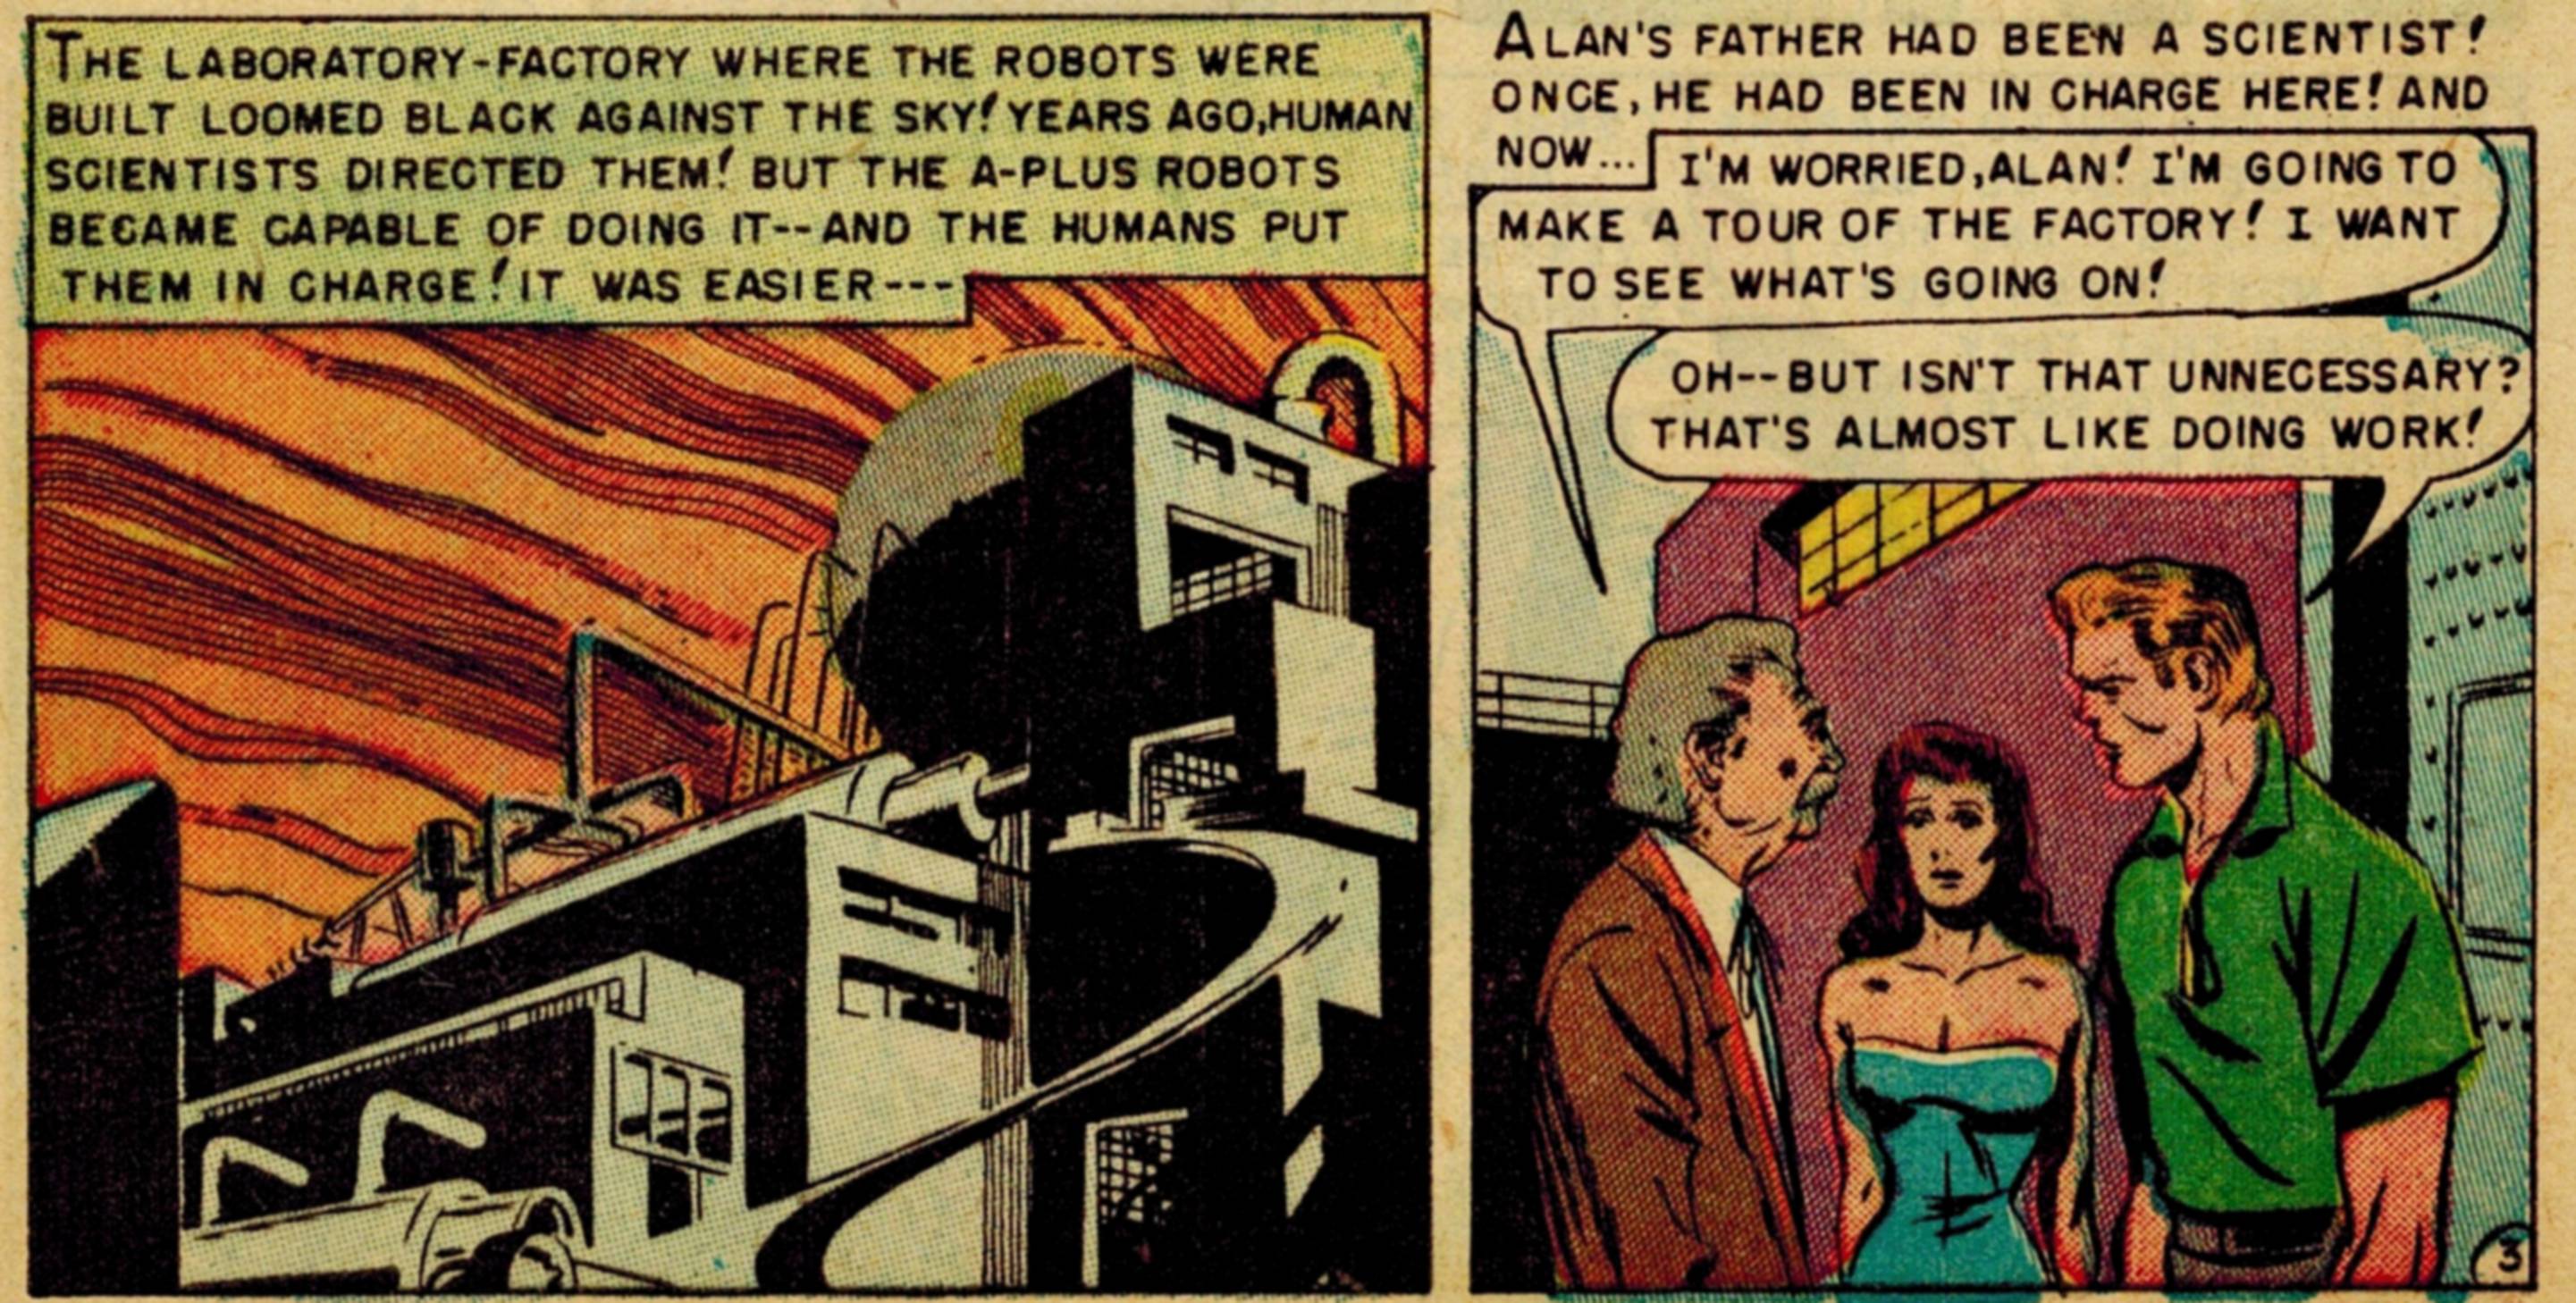 THE LABORATORY-FACTORY WHERE THE ROBOTS WERE
BUILT LOOMED BLACK AGAINST THE SKY! YEARS AGO, HUMAN
SCIENTISTS DIRECTED THEM! BUT THE A-PLUS ROBOTS
BECAME CAPABLE OF DOING IT--AND THE HUMANS PUT
THEM IN CHARGE! IT WAS EASIER---
ALAN'S FATHER HAD BEEN A SCIENTIST!
ONCE, HE HAD BEEN IN CHARGE HERE! AND
NOW...
I'M WORRIED, ALAN! I'M GOING TO
MAKE A TOUR OF THE FACTORY! I WANT
TO SEE WHAT'S GOING ON!
OH--BUT ISN'T THAT UNNECESSARY?
THAT'S ALMOST LIKE DOING WORK!
3